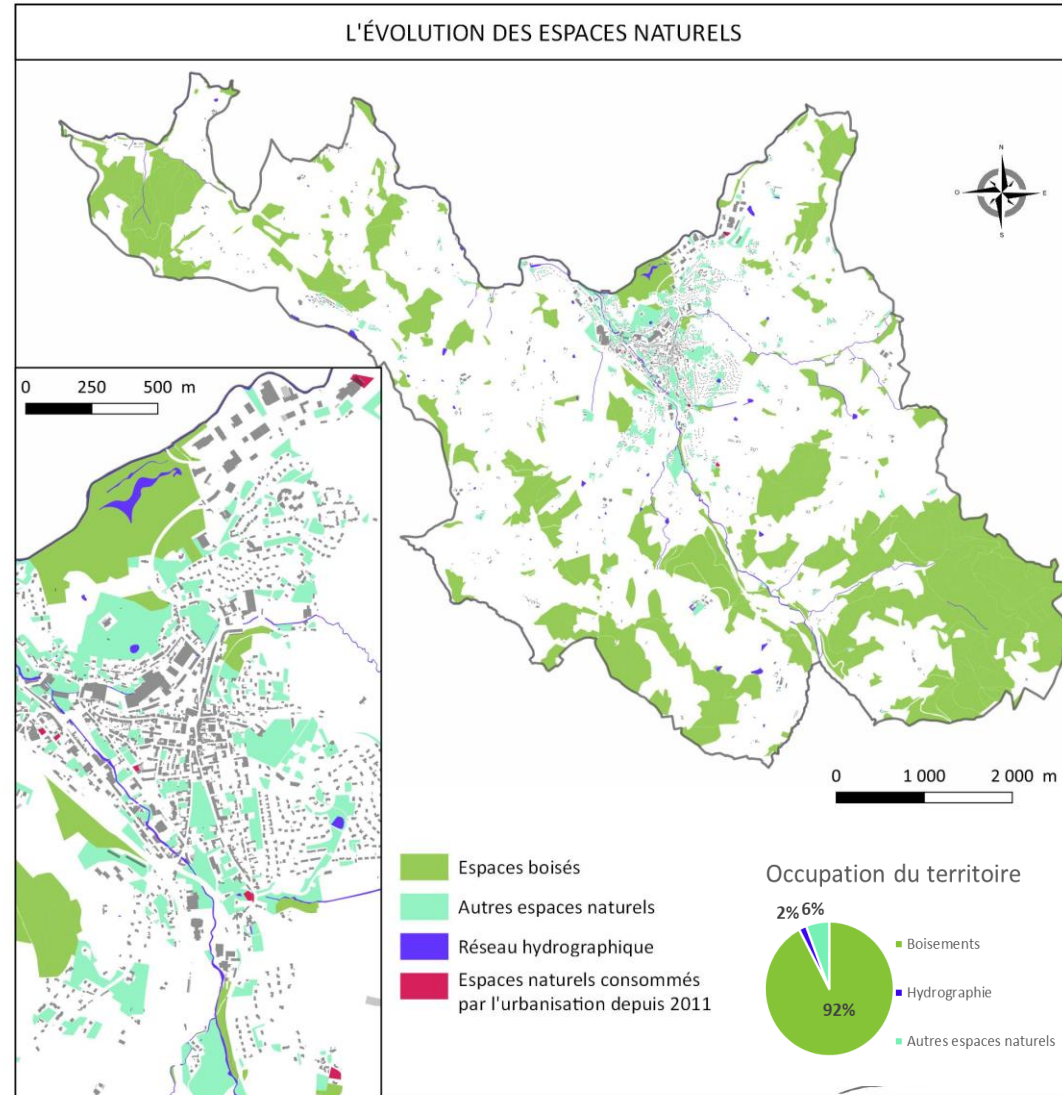 L'ÉVOLUTION DES ESPACES NATURELS
N
O
E
S
0 250 500 m
0 1 000 2 000 m
Espaces boisés
Autres espaces naturels
Réseau hydrographique
Espaces naturels consommés
par l'urbanisation depuis 2011
Occupation du territoire
2% 6%
92%
Boisements
Hydrographie
Autres espaces naturels